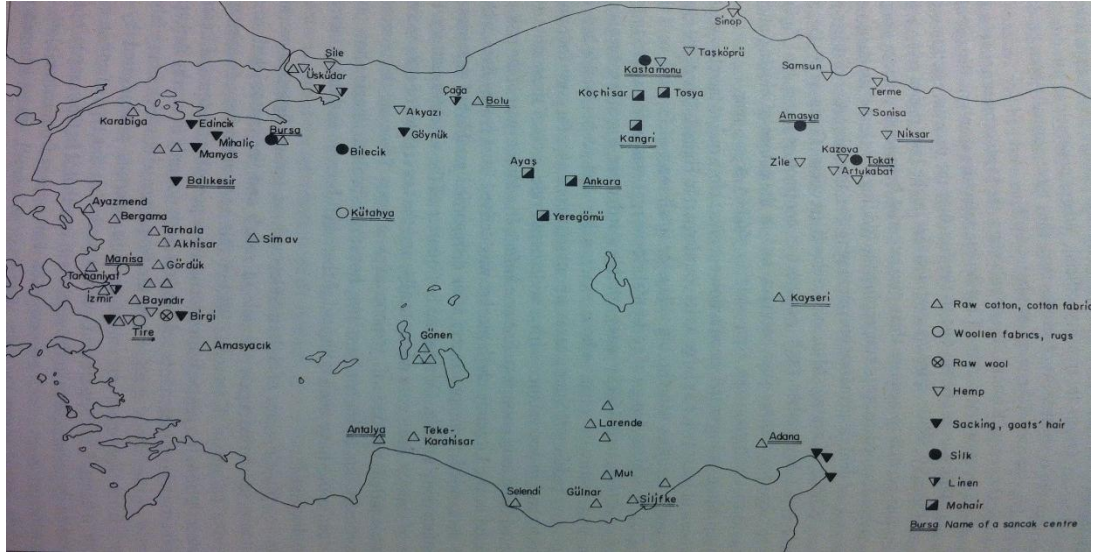 Sinop
Şile
Taşköprü
Üsküdar
Kastamonu
Samsun
Çağa
Bolu
Koçhisar
Tosya
Terme
Karabiga
Akyazı
Sonisa
Edincik
Amasya
Mihaliç
Bursa
Göynük
Kangrı
Niksar
Manyas
Bilecik
Kazova
Zile
Tokat
Ayaş
Artukabat
Balıkesir
Ankara
Ayazmend
Bergama
Kütahya
Yeregömü
Tarhala
Akhisar
Simav
Manisa
Gördük
Tarhaniyat
İzmir
Bayındır
Kayseri
Birgi
Tire
Gönen
Amasyacık
Larende
Antalya
Teke-
Karahisar
Adana
Mut
Selendi
Gülnar
Silifke
Raw cotton, cotton fabric
Woollen fabrics, rugs
Raw wool
Hemp
Sacking, goats' hair
Silk
Linen
Mohair
Bursa Name of a sancak centre